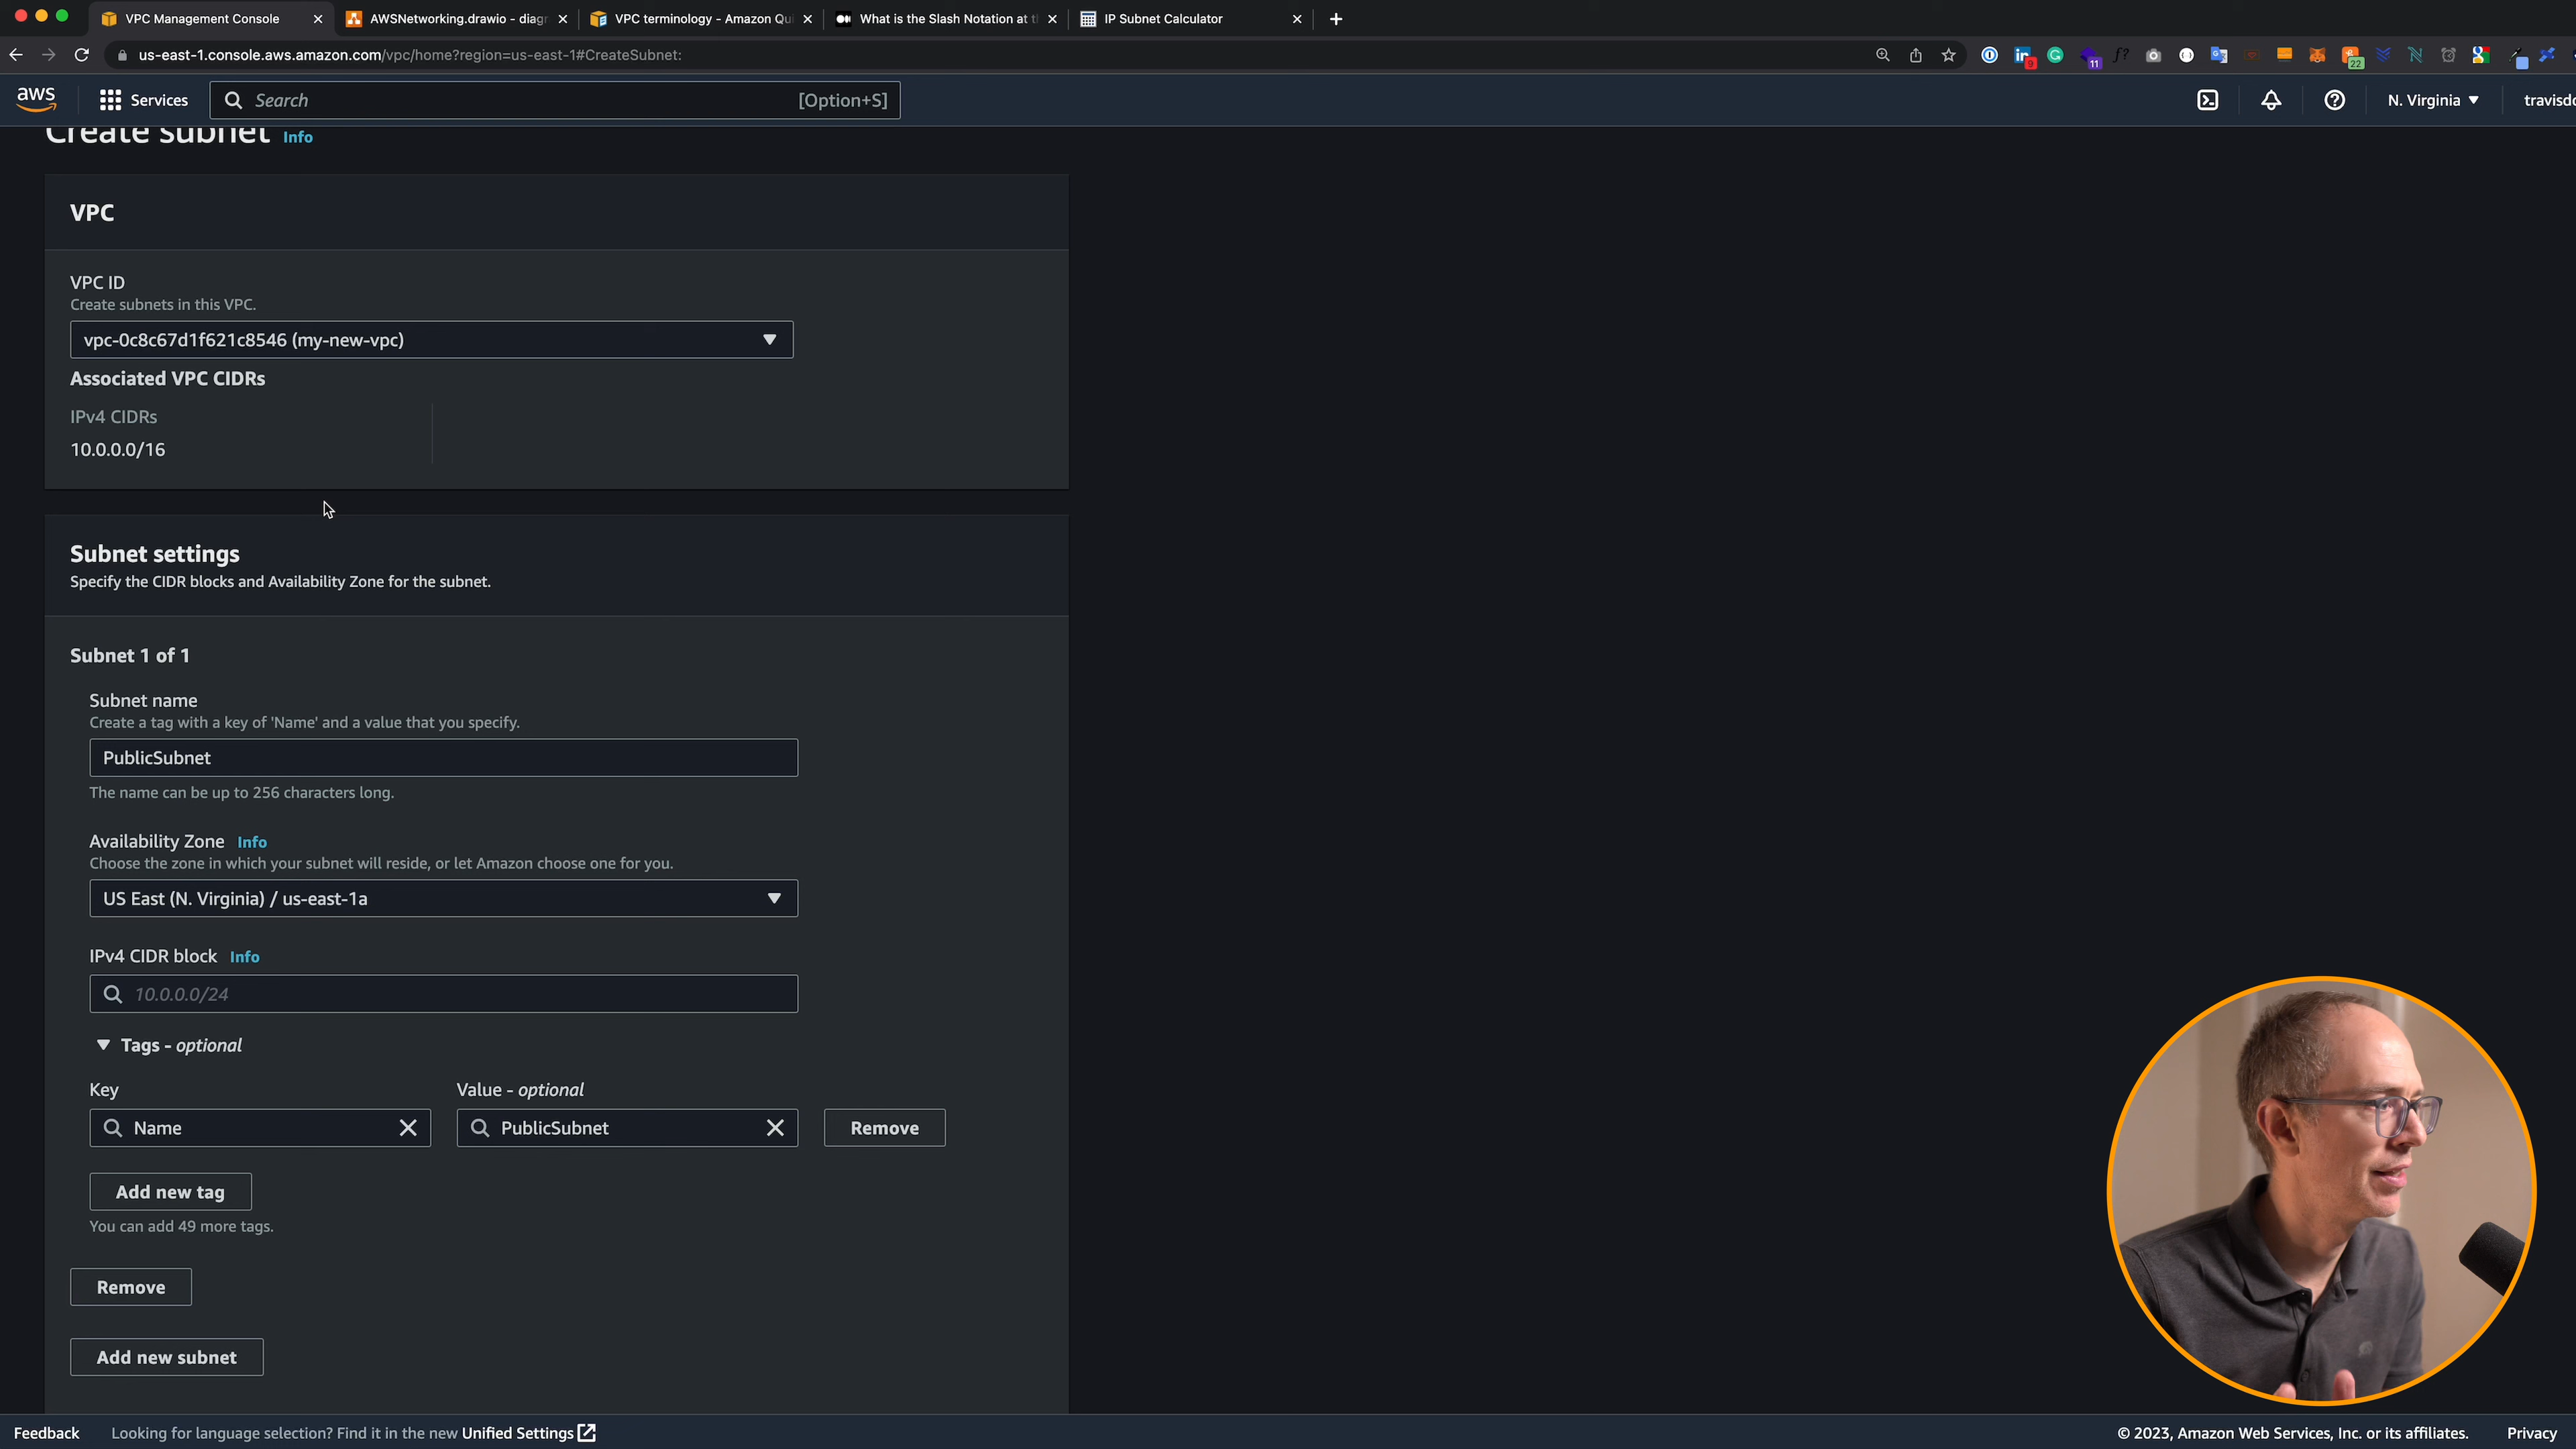 VPC Management Console
AWSNetworking.drawio - diagr
VPC terminology - Amazon Qui
What is the Slash Notation at th
IP Subnet Calculator
us-east-1.console.aws.amazon.com/vpc/home?region=us-east-1#CreateSubnet:
9
11
22
aws
Services
Search
[Option+S]
N. Virginia
travisdo
Create subnet Info
VPC
VPC ID
Create subnets in this VPC.
vpc-0c8c67d1f621c8546 (my-new-vpc)
Associated VPC CIDRs
IPv4 CIDRs
10.0.0.0/16
Subnet settings
Specify the CIDR blocks and Availability Zone for the subnet.
Subnet 1 of 1
Subnet name
Create a tag with a key of 'Name' and a value that you specify.
PublicSubnet
The name can be up to 256 characters long.
Availability Zone Info
Choose the zone in which your subnet will reside, or let Amazon choose one for you.
US East (N. Virginia) / us-east-1a
IPv4 CIDR block Info
10.0.0.0/24
Tags - optional
Key
Value - optional
Name
PublicSubnet
Remove
Add new tag
You can add 49 more tags.
Remove
Add new subnet
Feedback
Looking for language selection? Find it in the new Unified Settings
© 2023, Amazon Web Services, Inc. or its affiliates.
Privacy